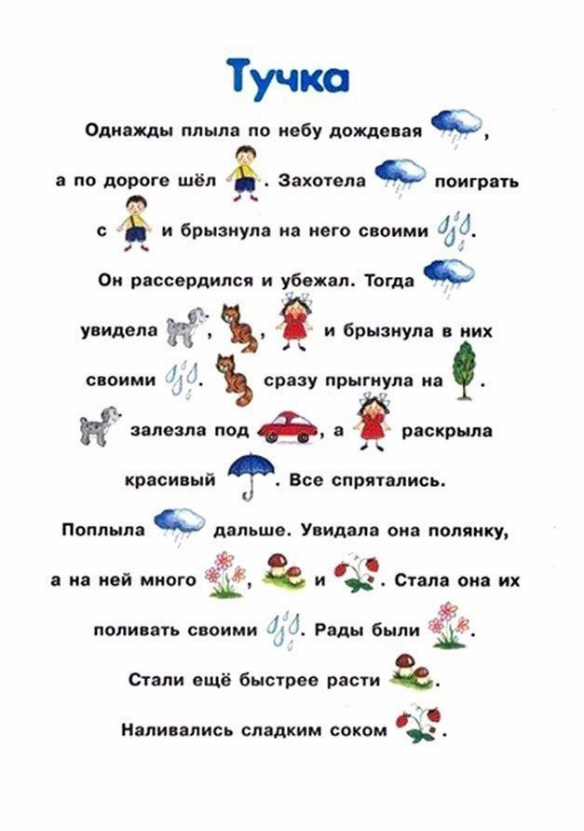 Тучка
Однажды плыла по небу дождевая ,
а по дороге шёл . Захотела поиграть
с и брызнула на него своими .
Он рассердился и убежал. Тогда
увидела , , и брызнула в них
своими . сразу прыгнула на .
залезла под , а раскрыла
красивый . Все спрятались.
Поплыла дальше. Увидала она полянку,
а на ней много , и . Стала она их
поливать своими . Рады были .
Стали ещё быстрее расти .
Наливались сладким соком .